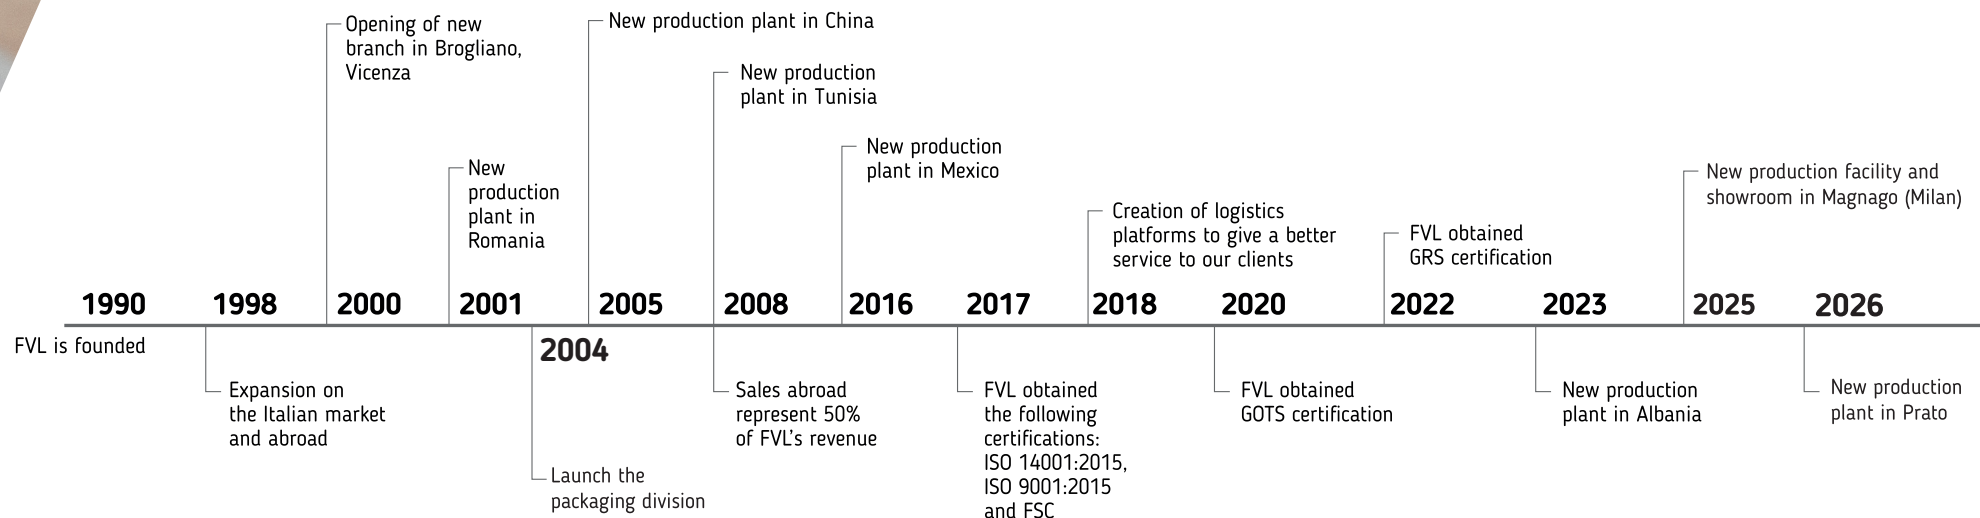 Opening of new
branch in Brogliano,
Vicenza
New production plant in China
New production
plant in Tunisia
New
production
plant in
Romania
New production
plant in Mexico
Creation of logistics
platforms to give a better
service to our clients
FVL obtained
GRS certification
New production facility and
showroom in Magnago (Milan)
1990 1998 2000 2001 2005 2008 2016 2017 2018 2020 2022 2023 2025 2026
FVL is founded
2004
Expansion on
the Italian market
and abroad
Launch the
packaging division
Sales abroad
represent 50%
of FVL’s revenue
FVL obtained
the following
certifications:
ISO 14001:2015,
ISO 9001:2015
and FSC
FVL obtained
GOTS certification
New production
plant in Albania
New production
plant in Prato